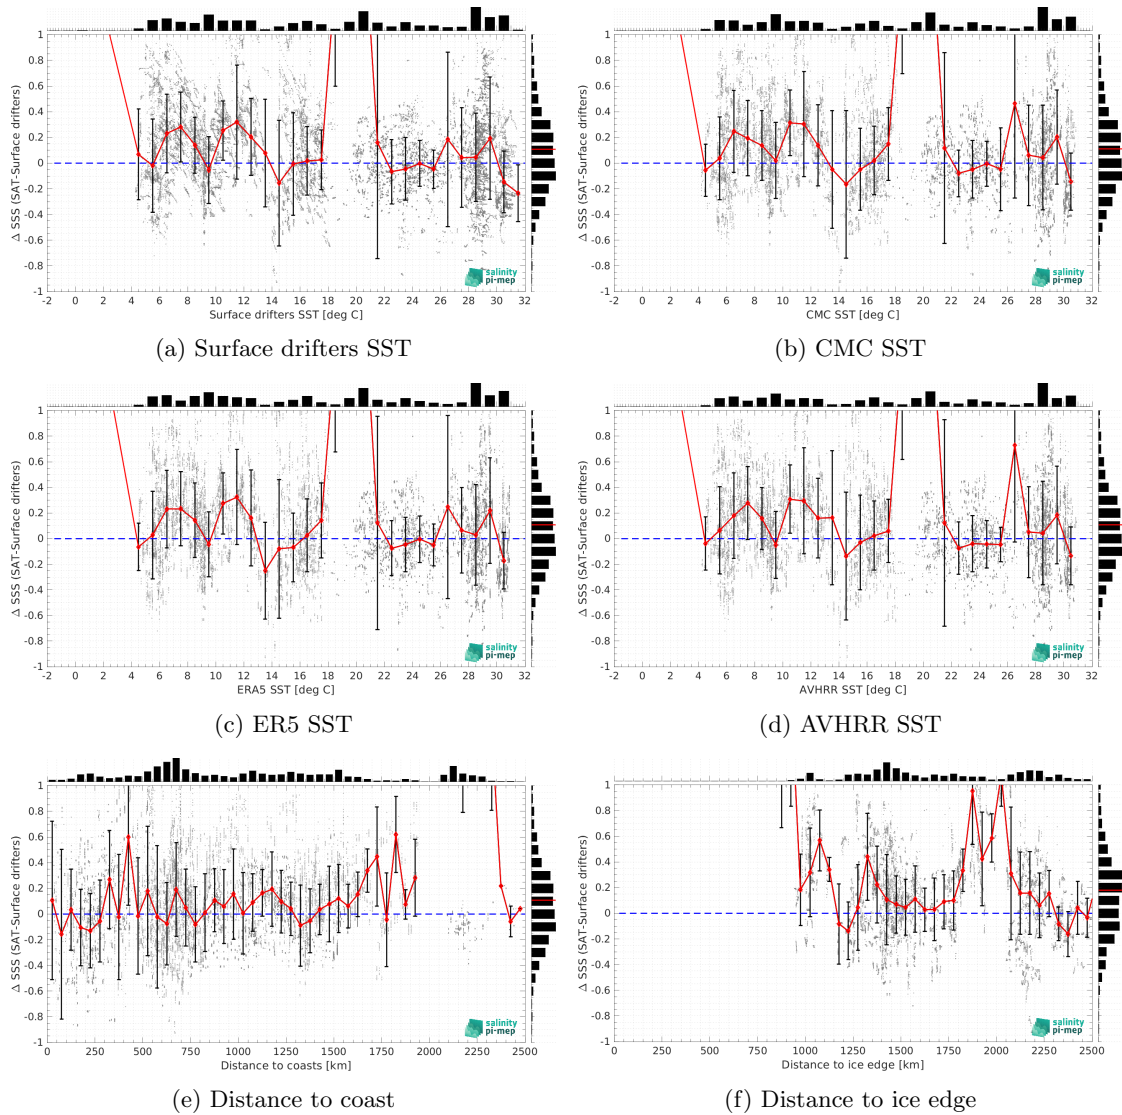 1
0.8
0.6
0.4
0.2
0
-0.2
-0.4
-0.6
-0.8
-1
Δ SSS (SAT-Surface drifters)
salinity
pi-mep
-2 0 2 4 6 8 10 12 14 16 18 20 22 24 26 28 30 32
Surface drifters SST [deg C]
(a) Surface drifters SST
1
0.8
0.6
0.4
0.2
0
-0.2
-0.4
-0.6
-0.8
-1
Δ SSS (SAT-Surface drifters)
salinity
pi-mep
-2 0 2 4 6 8 10 12 14 16 18 20 22 24 26 28 30 32
CMC SST [deg C]
(b) CMC SST
1
0.8
0.6
0.4
0.2
0
-0.2
-0.4
-0.6
-0.8
-1
Δ SSS (SAT-Surface drifters)
salinity
pi-mep
-2 0 2 4 6 8 10 12 14 16 18 20 22 24 26 28 30 32
ERA5 SST [deg C]
(c) ER5 SST
1
0.8
0.6
0.4
0.2
0
-0.2
-0.4
-0.6
-0.8
-1
Δ SSS (SAT-Surface drifters)
salinity
pi-mep
-2 0 2 4 6 8 10 12 14 16 18 20 22 24 26 28 30 32
AVHRR SST [deg C]
(d) AVHRR SST
1
0.8
0.6
0.4
0.2
0
-0.2
-0.4
-0.6
-0.8
-1
Δ SSS (SAT-Surface drifters)
salinity
pi-mep
0 250 500 750 1000 1250 1500 1750 2000 2250 2500
Distance to coasts [km]
(e) Distance to coast
1
0.8
0.6
0.4
0.2
0
-0.2
-0.4
-0.6
-0.8
-1
Δ SSS (SAT-Surface drifters)
salinity
pi-mep
0 250 500 750 1000 1250 1500 1750 2000 2250 2500
Distance to ice edge [km]
(f) Distance to ice edge